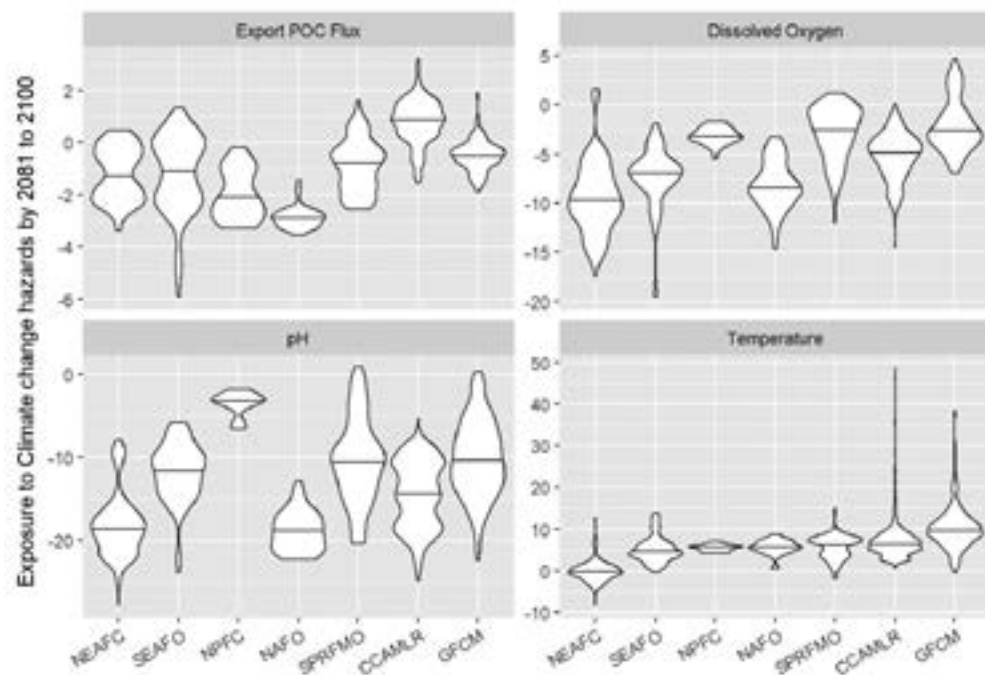 Exposure to Climate change hazards by 2081 to 2100
Export POC Flux
2
0
-2
-4
-6
Dissolved Oxygen
5
0
-5
-10
-15
-20
pH
0
-10
-20
Temperature
50
40
30
20
10
0
-10
NEAFC
SEAFO
NPFC
NAFO
SPRFMO
CCAMLR
GFCM
NEAFC
SEAFO
NPFC
NAFO
SPRFMO
CCAMLR
GFCM